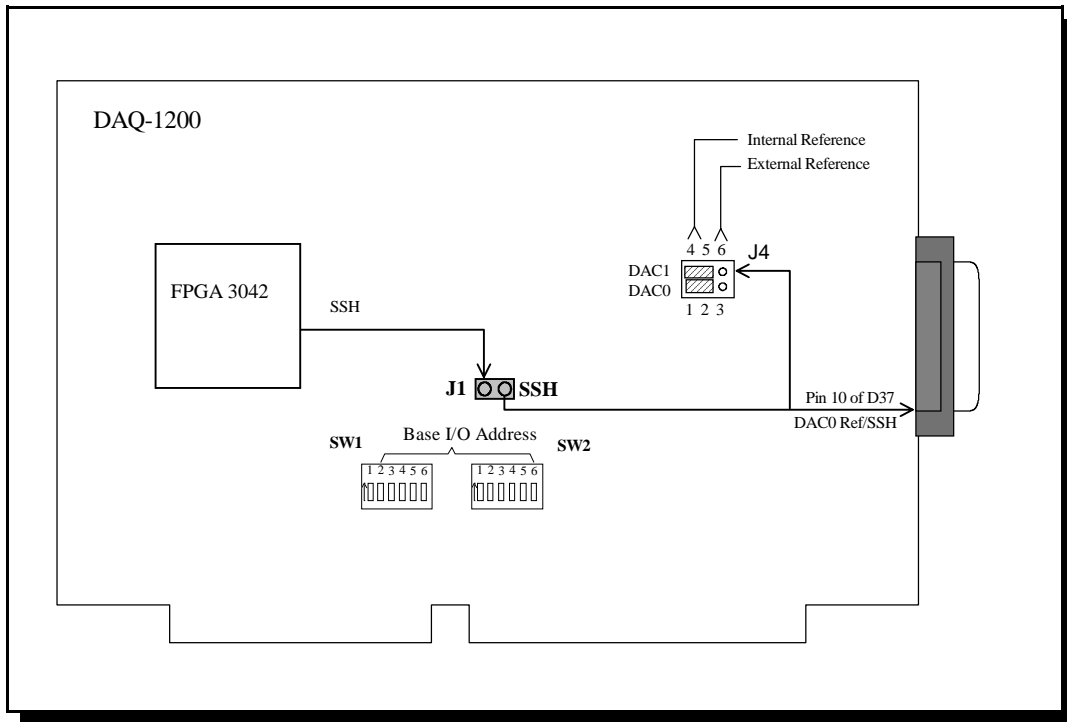 DAQ-1200
Internal Reference
External Reference
4 5 6
J4
DAC1
DAC0
1 2 3
FPGA 3042
SSH
J1
SSH
Pin 10 of D37
DAC0 Ref/SSH
Base I/O Address
SW1
SW2
1 2 3 4 5 6
1 2 3 4 5 6